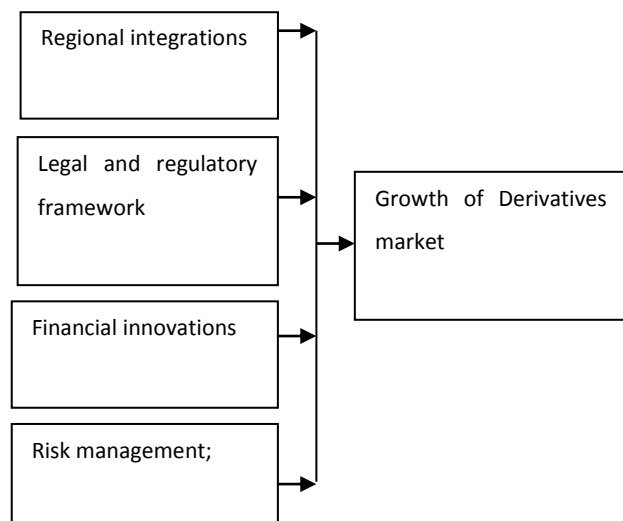 Regional integrations
Legal and regulatory
framework
Growth of Derivatives
market
Financial innovations
Risk management;